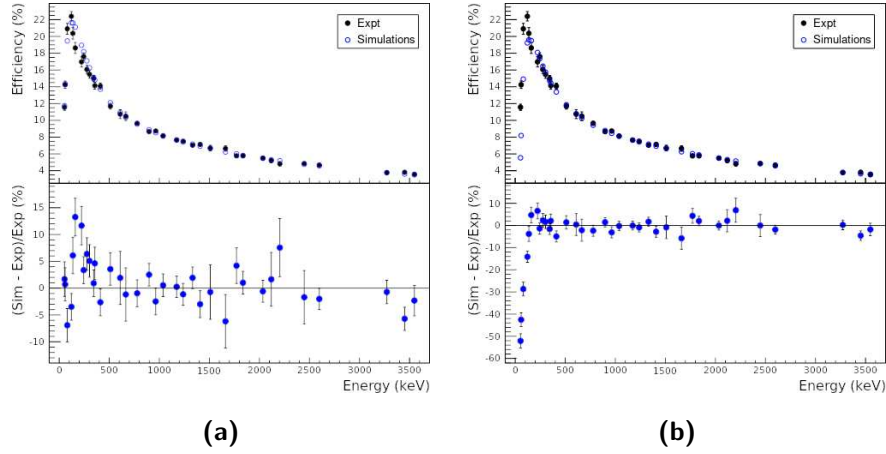 Efficiency (%)
22
20
18
16
14
12
10
8
6
4
Expt
Simulations
(Sim - Exp)/Exp (%)
15
10
5
0
-5
-10
0 500 1000 1500 2000 2500 3000 3500
Energy (keV)
(a)
Efficiency (%)
22
20
18
16
14
12
10
8
6
4
Expt
Simulations
(Sim - Exp)/Exp (%)
10
0
-10
-20
-30
-40
-50
-60
0 500 1000 1500 2000 2500 3000 3500
Energy (keV)
(b)